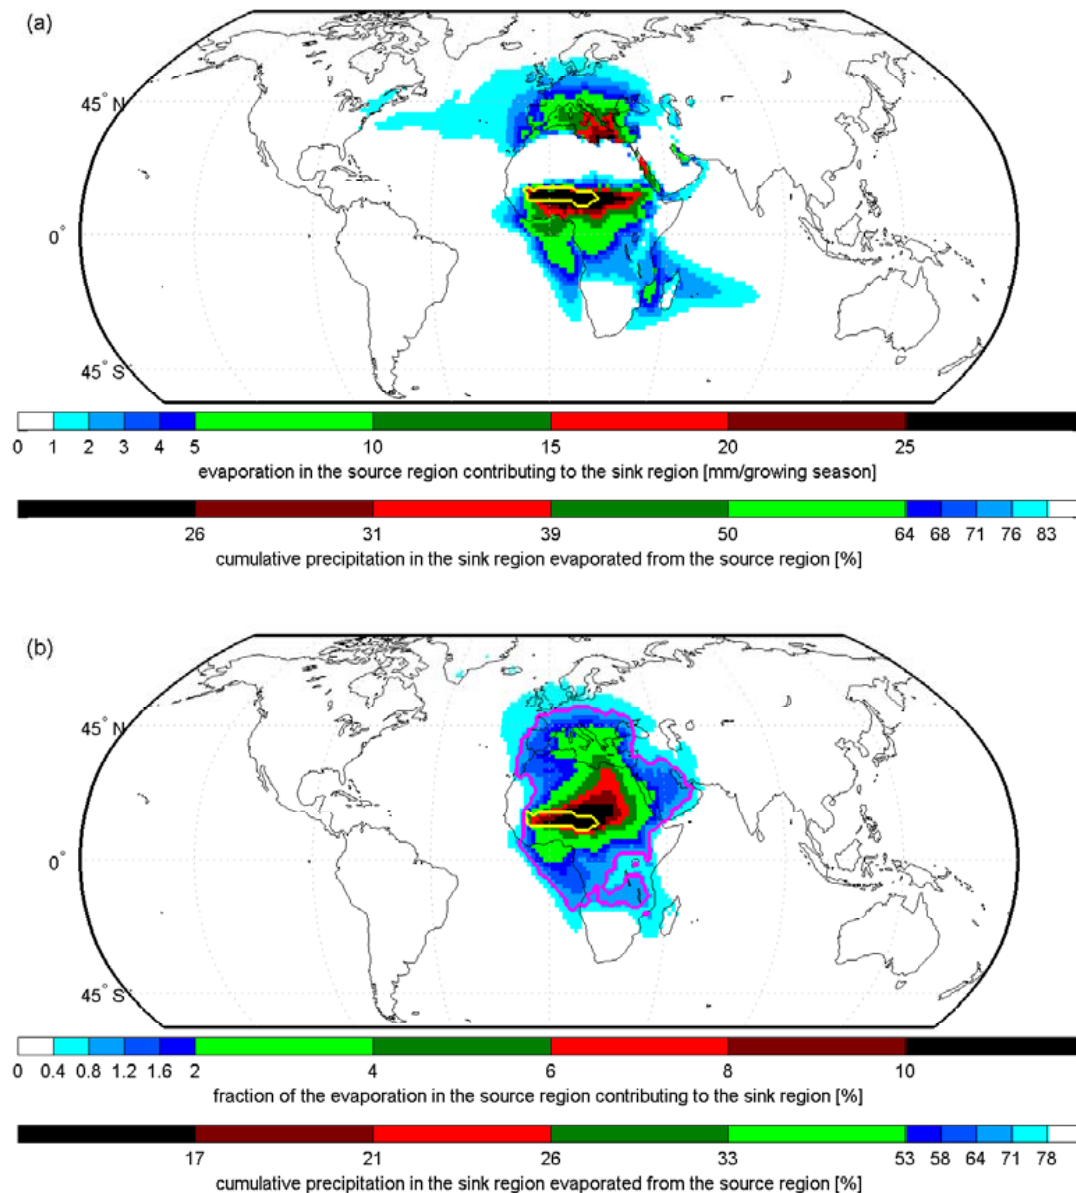 (a)
45° N
0°
45° S
0 1 2 3 4 5 10 15 20 25
evaporation in the source region contributing to the sink region [mm/growing season]
26 31 39 50 64 68 71 76 83
cumulative precipitation in the sink region evaporated from the source region [%]
(b)
45° N
0°
45° S
0 0.4 0.8 1.2 1.6 2 4 6 8 10
fraction of the evaporation in the source region contributing to the sink region [%]
17 21 26 33 53 58 64 71 78
cumulative precipitation in the sink region evaporated from the source region [%]